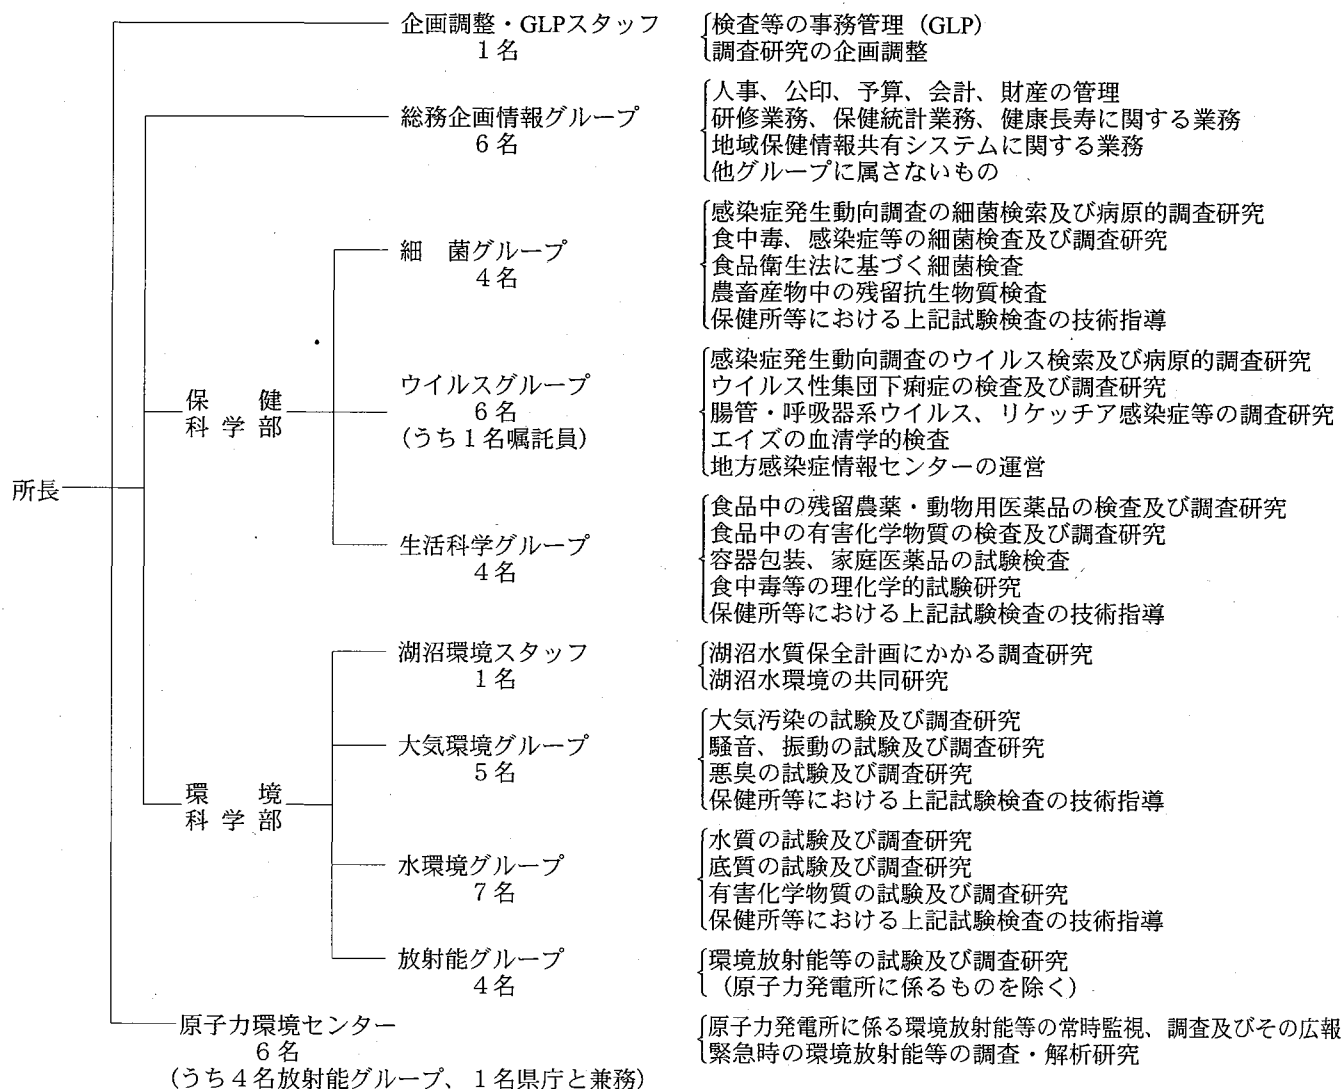 所長
企画調整・GLPスタッフ
1名
検査等の事務管理（GLP）
調査研究の企画調整
総務企画情報グループ
6名
人事、公印、予算、会計、財産の管理
研修業務、保健統計業務、健康長寿に関する業務
地域保健情報共有システムに関する業務
他グループに属さないもの
保健
科学部
細　菌グループ
4名
感染症発生動向調査の細菌検索及び病原的調査研究
食中毒、感染症等の細菌検査及び調査研究
食品衛生法に基づく細菌検査
農畜産物中の残留抗生物質検査
保健所等における上記試験検査の技術指導
ウイルスグループ
6名
（うち1名嘱託員）
感染症発生動向調査のウイルス検索及び病原的調査研究
ウイルス性集団下痢症の検査及び調査研究
腸管・呼吸器系ウイルス、リケッチア感染症等の調査研究
エイズの血清学的検査
地方感染症情報センターの運営
生活科学グループ
4名
食品中の残留農薬・動物用医薬品の検査及び調査研究
食品中の有害化学物質の検査及び調査研究
容器包装、家庭医薬品の試験検査
食中毒等の理化学的試験研究
保健所等における上記試験検査の技術指導
環境
科学部
湖沼環境スタッフ
1名
湖沼水質保全計画にかかる調査研究
湖沼水環境の共同研究
大気環境グループ
5名
大気汚染の試験及び調査研究
騒音、振動の試験及び調査研究
悪臭の試験及び調査研究
保健所等における上記試験検査の技術指導
水環境グループ
7名
水質の試験及び調査研究
底質の試験及び調査研究
有害化学物質の試験及び調査研究
保健所等における上記試験検査の技術指導
放射能グループ
4名
環境放射能等の試験及び調査研究
（原子力発電所に係るものを除く）
原子力環境センター
6名
（うち4名放射能グループ、1名県庁と兼務）
原子力発電所に係る環境放射能等の常時監視、調査及びその広報
緊急時の環境放射能等の調査・解析研究